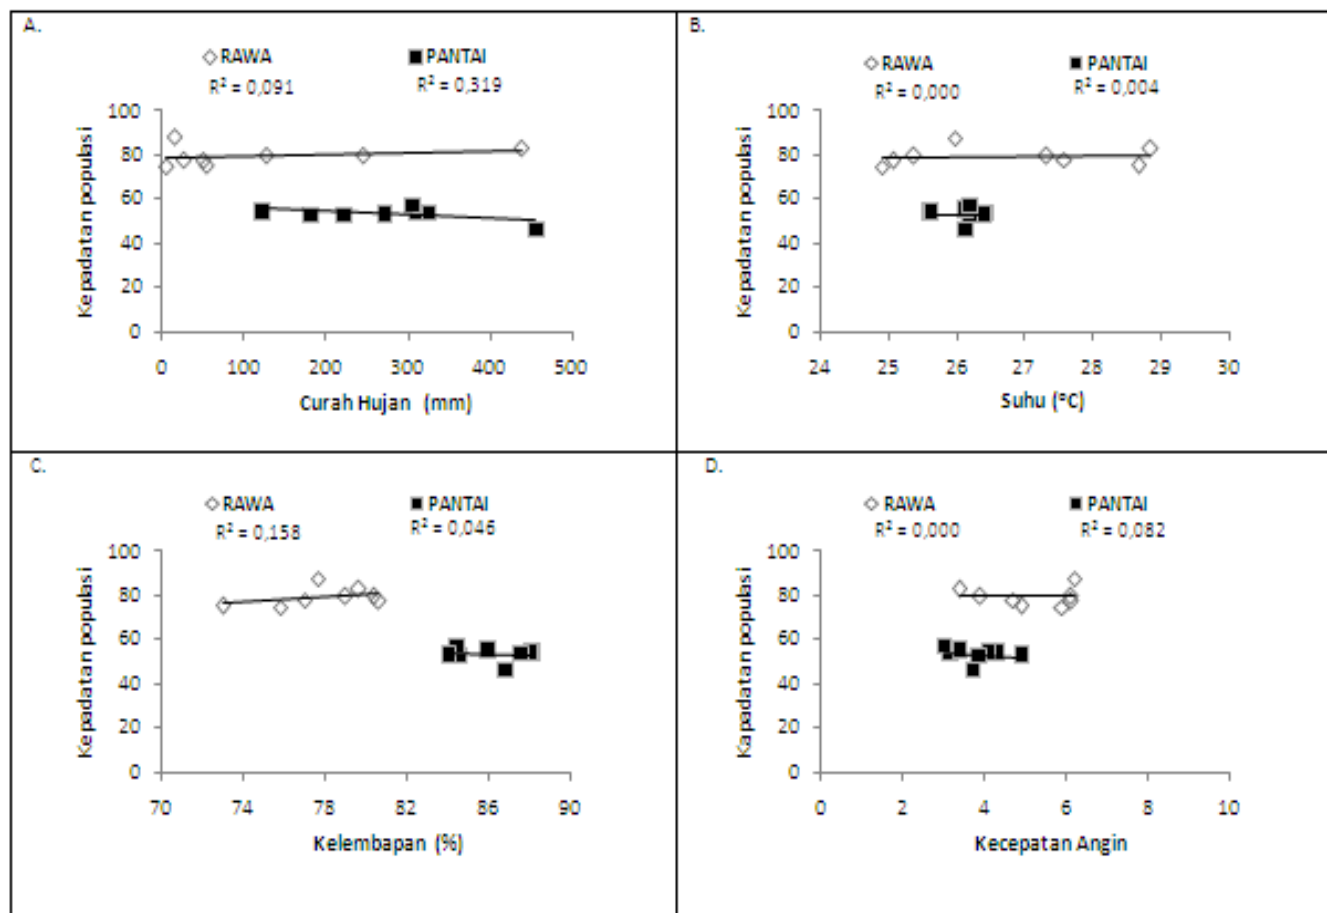 A.
RAWA PANTAI
R² = 0,091 R² = 0,319
Kepadatan populasi
100
80
60
40
20
0
0 100 200 300 400 500
Curah Hujan (mm)
B.
RAWA PANTAI
R² = 0,000 R² = 0,004
Kepadatan populasi
100
80
60
40
20
0
24 25 26 27 28 29 30
Suhu (°C)
C.
RAWA PANTAI
R² = 0,158 R² = 0,046
Kepadatan populasi
100
80
60
40
20
0
70 74 78 82 86 90
Kelembapan (%)
D.
RAWA PANTAI
R² = 0,000 R² = 0,082
Kapadatan populasi
100
80
60
40
20
0
0 2 4 6 8 10
Kecepatan Angin